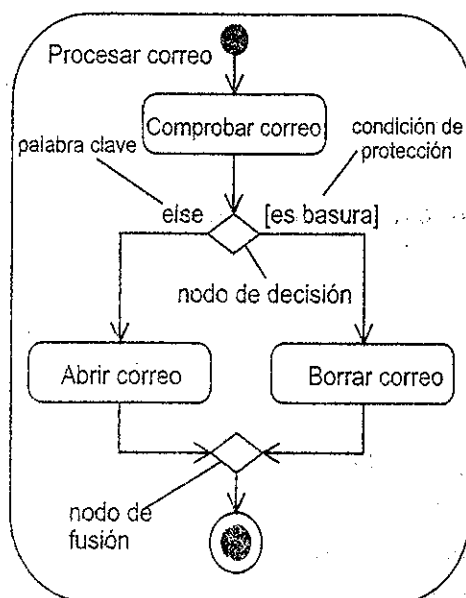 Procesar correo
Comprobar correo
palabra clave
condición de
protección
else
[es basura]
nodo de decisión
Abrir correo
Borrar correo
nodo de
fusión